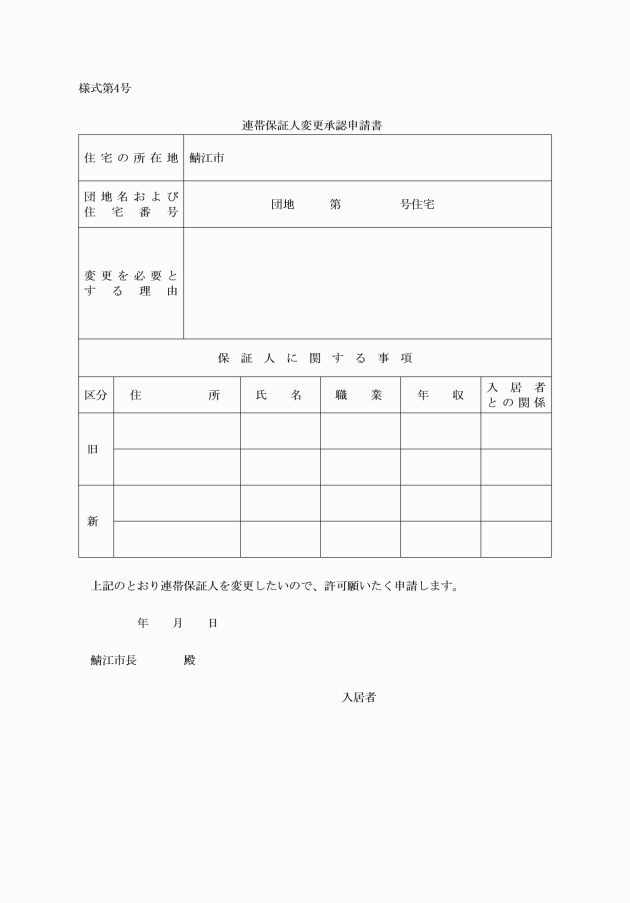 様式第4号
連帯保証人変更承認申請書
住宅の所在地 鯖江市
団地名および
住宅番号
団地 第 号住宅
変更を必要と
する理由
保証人に関する事項
区分 住所 氏名 職業 年収 入居者
との関係
旧
新
上記のとおり連帯保証人を変更したいので、許可願いたく申請します。
年 月 日
鯖江市長 殿
入居者